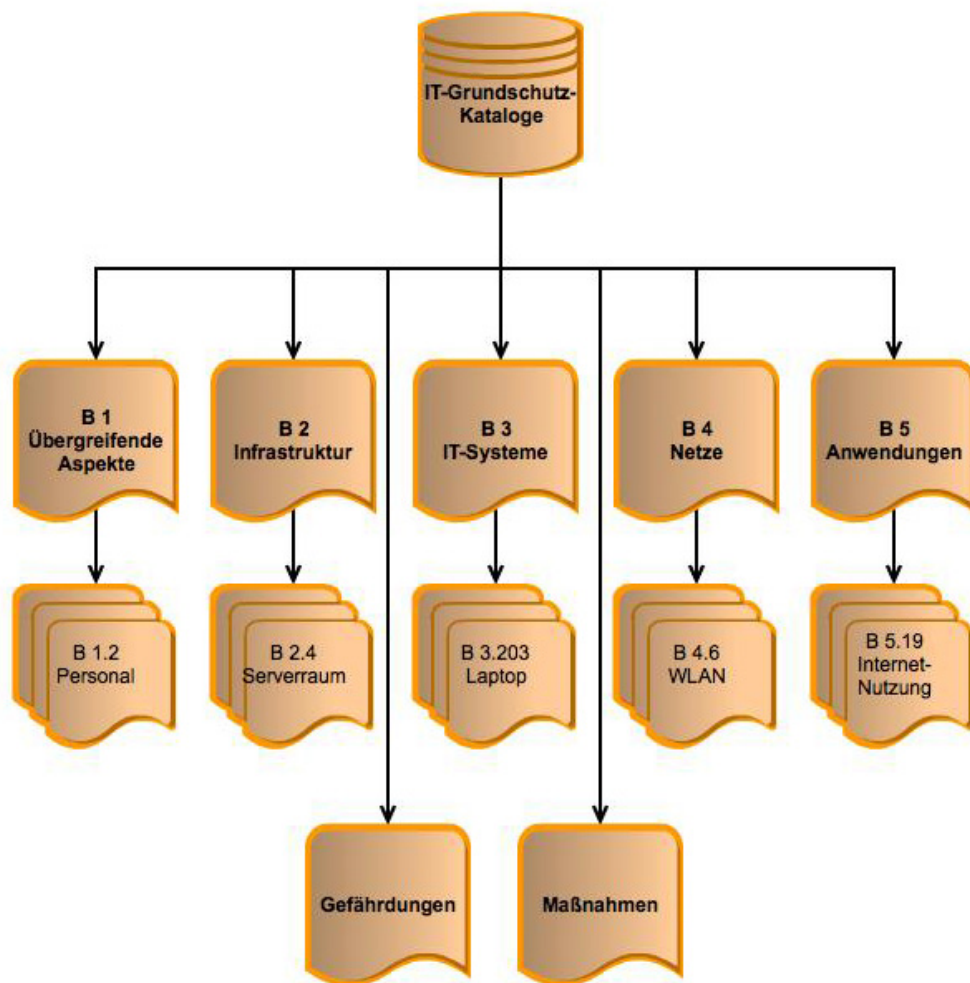 IT-Grundschutz-
Kataloge
B 1
Übergreifende
Aspekte
B 2
Infrastruktur
B 3
IT-Systeme
B 4
Netze
B 5
Anwendungen
B 1.2
Personal
B 2.4
Serverraum
B 3.203
Laptop
B 4.6
WLAN
B 5.19
Internet-
Nutzung
Gefährdungen
Maßnahmen